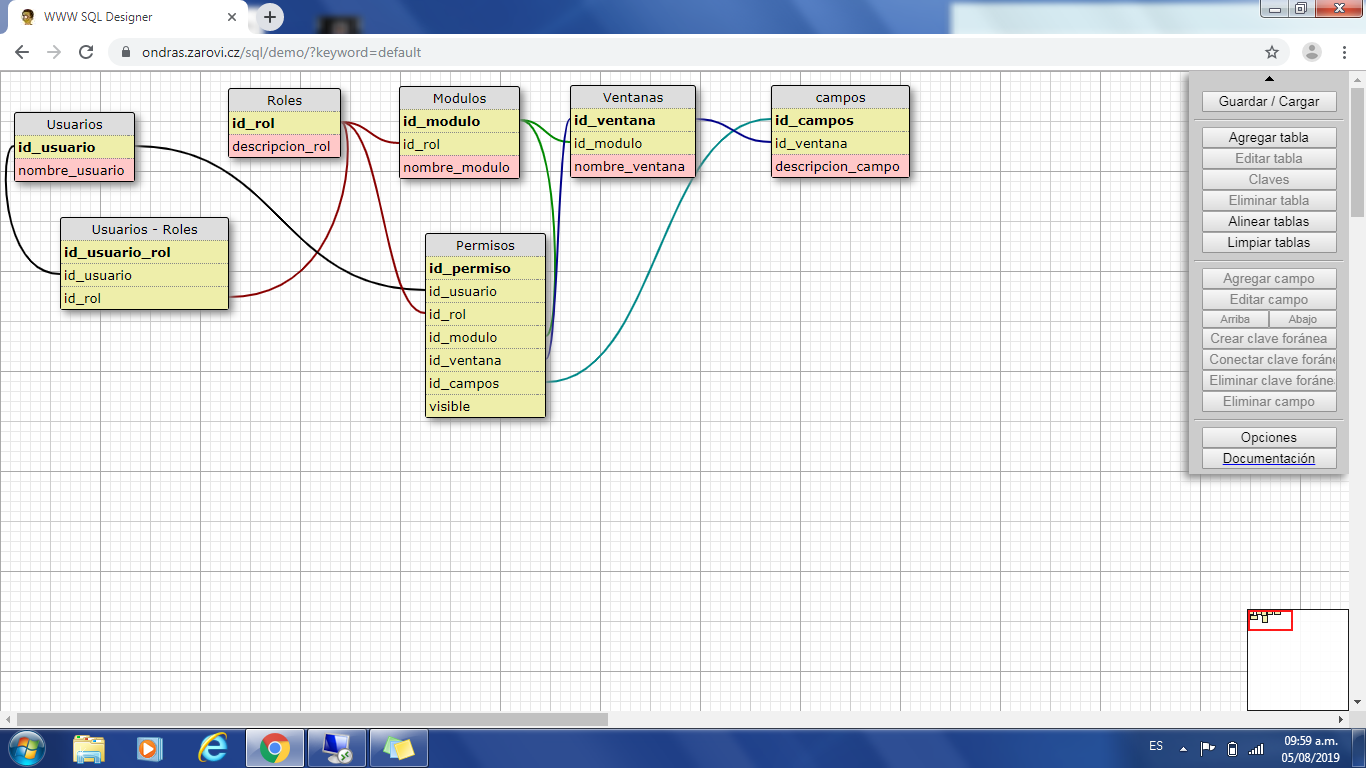 WWW SQL Designer
ondras.zarovi.cz/sql/demo/?keyword=default
Usuarios
id_usuario
nombre_usuario
Roles
id_rol
descripcion_rol
Modulos
id_modulo
id_rol
nombre_modulo
Ventanas
id_ventana
id_modulo
nombre_ventana
campos
id_campos
id_ventana
descripcion_campo
Usuarios - Roles
id_usuario_rol
id_usuario
id_rol
Permisos
id_permiso
id_usuario
id_rol
id_modulo
id_ventana
id_campos
visible
Guardar / Cargar
Agregar tabla
Editar tabla
Claves
Eliminar tabla
Alinear tablas
Limpiar tablas
Agregar campo
Editar campo
Arriba Abajo
Crear clave foránea
Conectar clave foráne
Eliminar clave foránea
Eliminar campo
Opciones
Documentación
ES
09:59 a.m.
05/08/2019